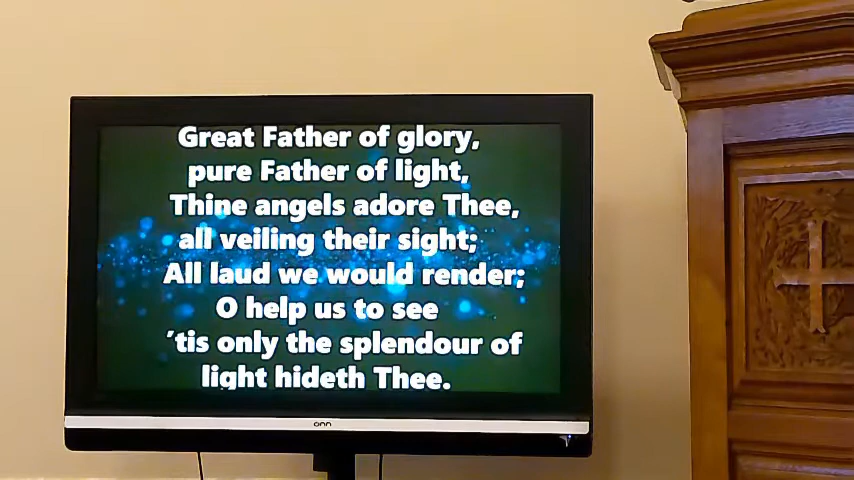 Great Father of glory,
pure Father of light,
Thine angels adore Thee,
all veiling their sight;
All laud we would render;
O help us to see
’tis only the splendour of
light hideth Thee.
onn